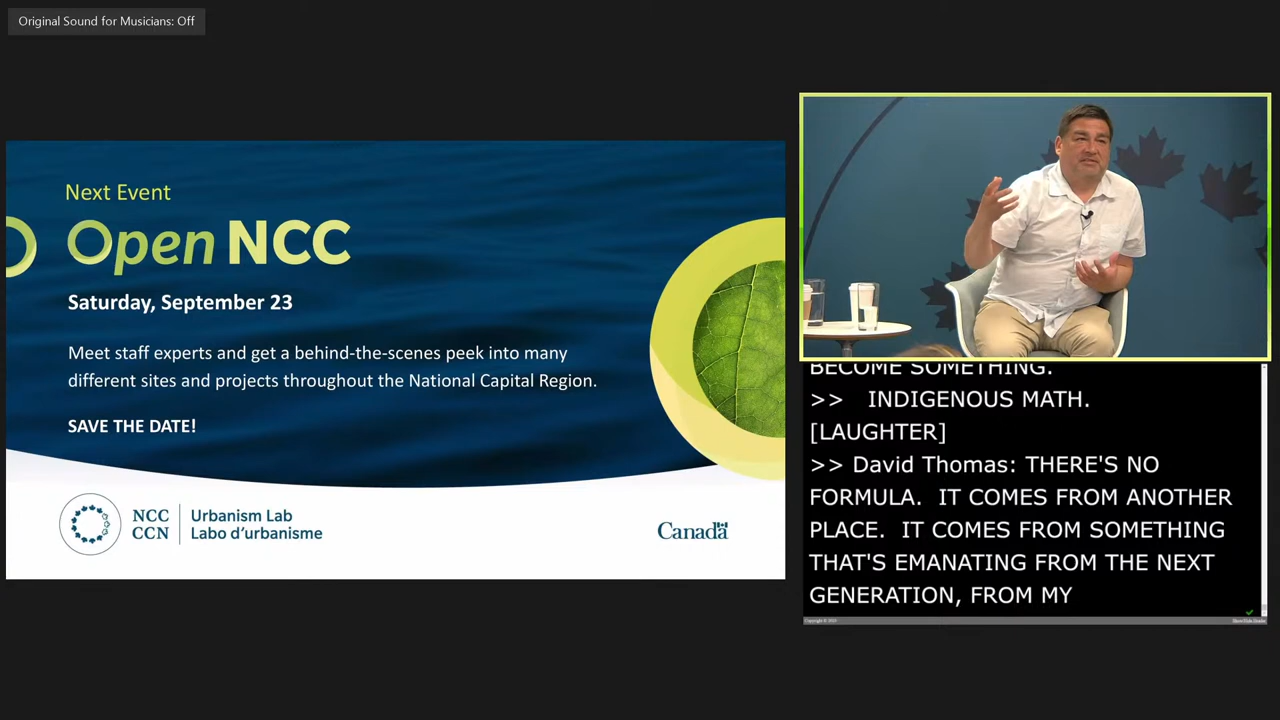 Original Sound for Musicians: Off
Next Event
Open NCC
Saturday, September 23
Meet staff experts and get a behind-the-scenes peek into many
different sites and projects throughout the National Capital Region.
SAVE THE DATE!
NCC
CCN
Urbanism Lab
Labo d'urbanisme
Canada
BECOME SOMETHING.
>> INDIGENOUS MATH.
[LAUGHTER]
>> David Thomas: THERE'S NO
FORMULA. IT COMES FROM ANOTHER
PLACE. IT COMES FROM SOMETHING
THAT'S EMANATING FROM THE NEXT
GENERATION, FROM MY